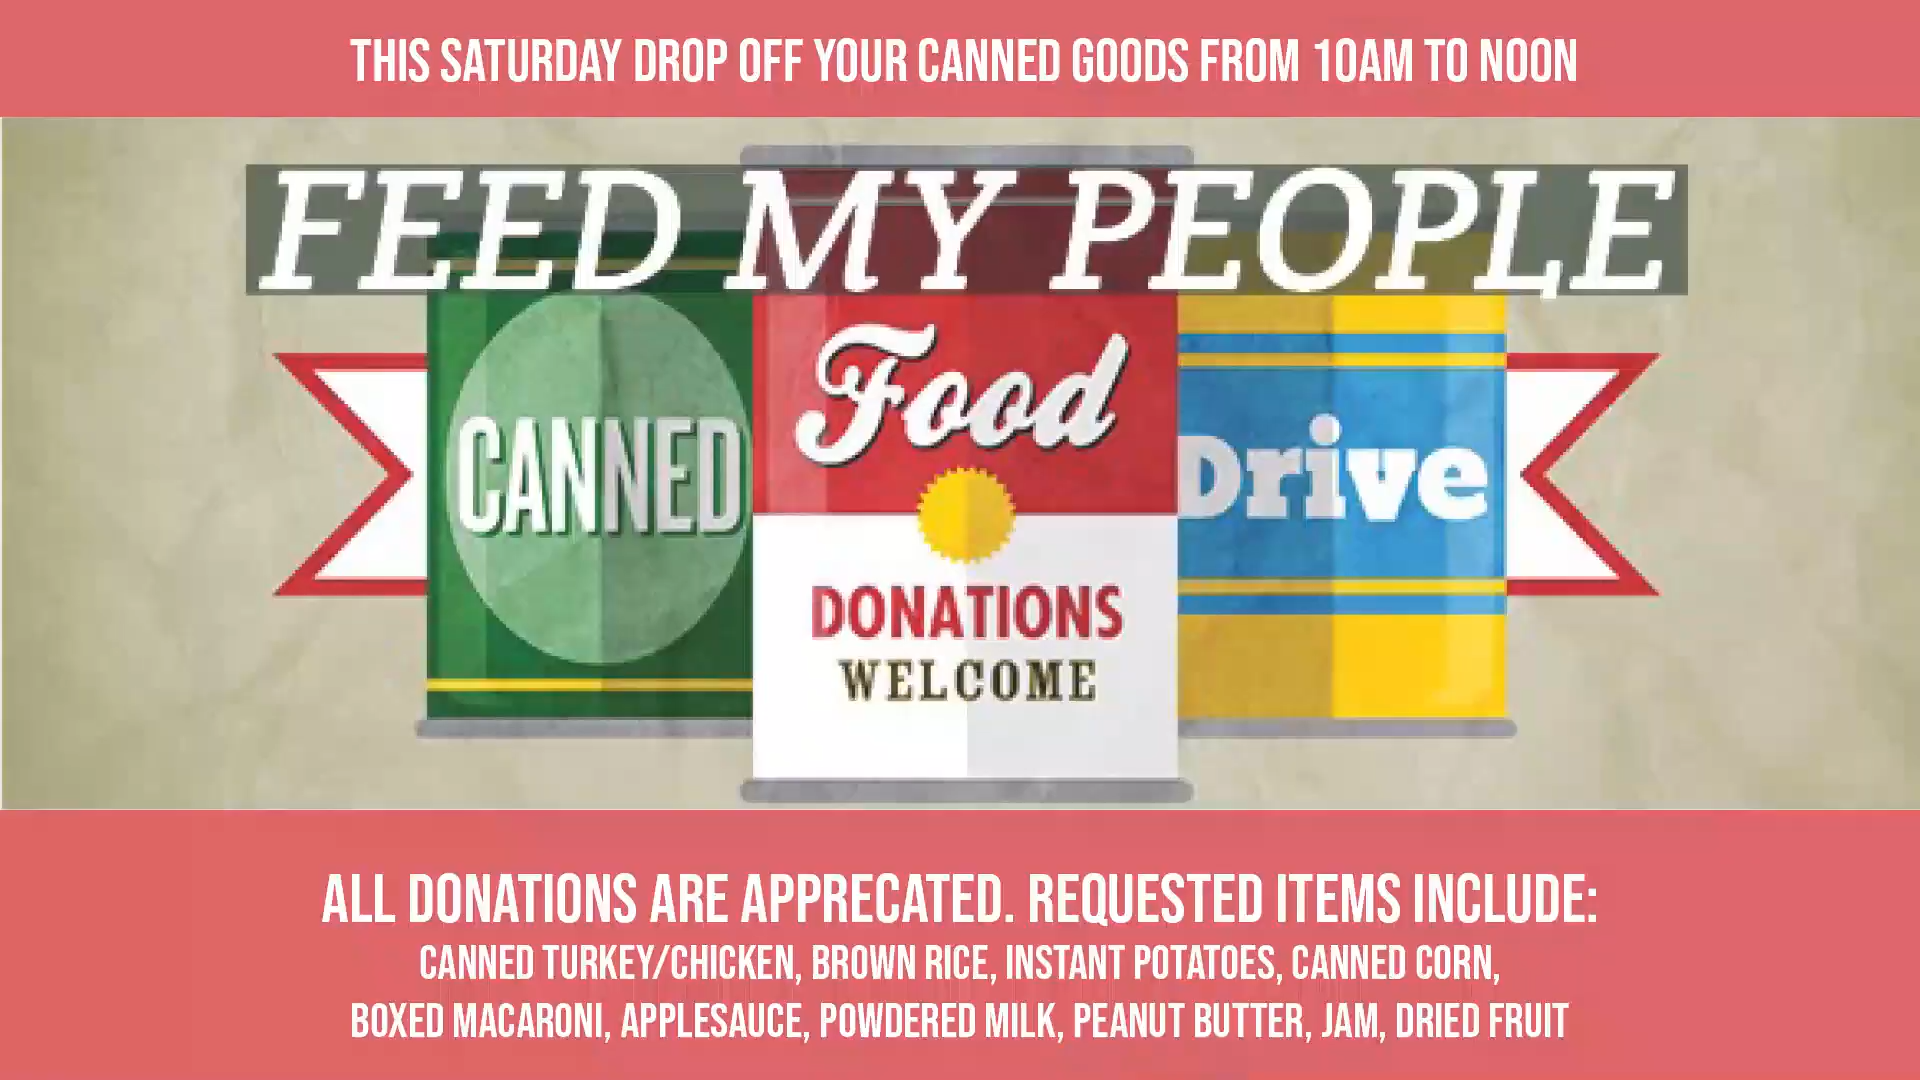 THIS SATURDAY DROP OFF YOUR CANNED GOODS FROM 10AM TO NOON
FEED MY PEOPLE
CANNED
Food
Drive
DONATIONS
WELCOME
ALL DONATIONS ARE APPRECATED. REQUESTED ITEMS INCLUDE:
CANNED TURKEY/CHICKEN, BROWN RICE, INSTANT POTATOES, CANNED CORN,
BOXED MACARONI, APPLESAUCE, POWDERED MILK, PEANUT BUTTER, JAM, DRIED FRUIT